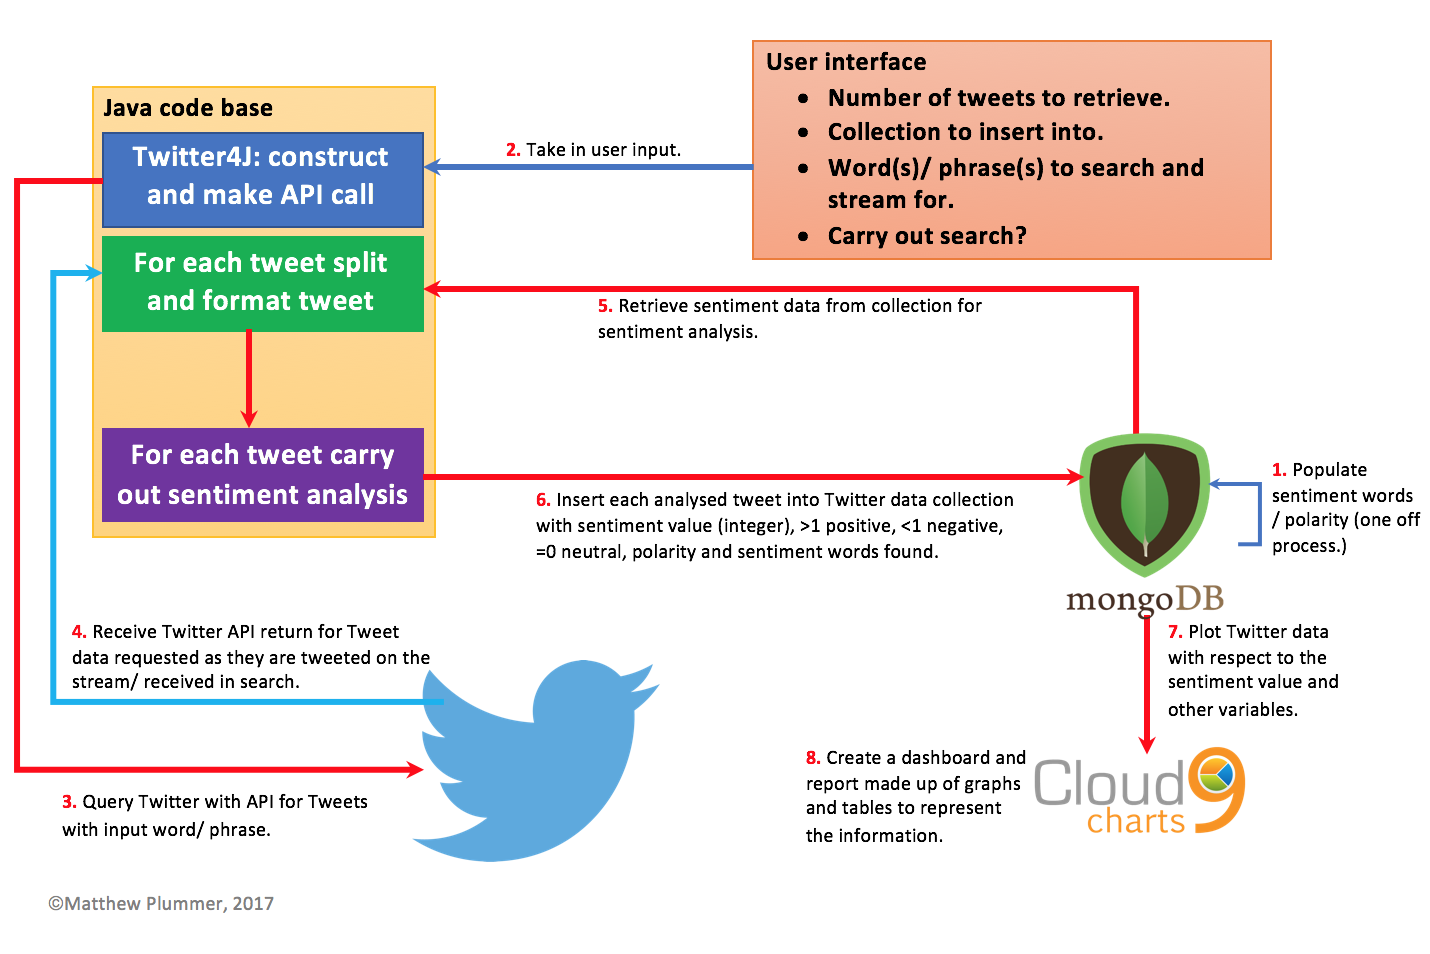 User interface
• Number of tweets to retrieve.
• Collection to insert into.
• Word(s)/ phrase(s) to search and
stream for.
• Carry out search?
Java code base
Twitter4J: construct
and make API call
2. Take in user input.
For each tweet split
and format tweet
5. Retrieve sentiment data from collection for
sentiment analysis.
For each tweet carry
out sentiment analysis
6. Insert each analysed tweet into Twitter data collection
with sentiment value (integer), >1 positive, <1 negative,
=0 neutral, polarity and sentiment words found.
1. Populate
sentiment words
/ polarity (one off
process.)
mongoDB
4. Receive Twitter API return for Tweet
data requested as they are tweeted on the
stream/ received in search.
7. Plot Twitter data
with respect to the
sentiment value and
other variables.
3. Query Twitter with API for Tweets
with input word/ phrase.
8. Create a dashboard and
report made up of graphs
and tables to represent
the information.
Cloud9
charts
©Matthew Plummer, 2017